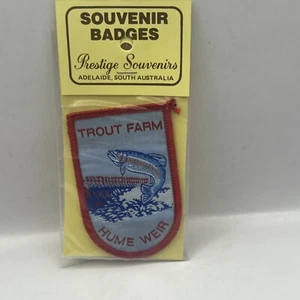 SOUVENIR
BADGES
Prestige Souvenirs
ADELAIDE, SOUTH AUSTRALIA
TROUT FARM
HUME WEIR